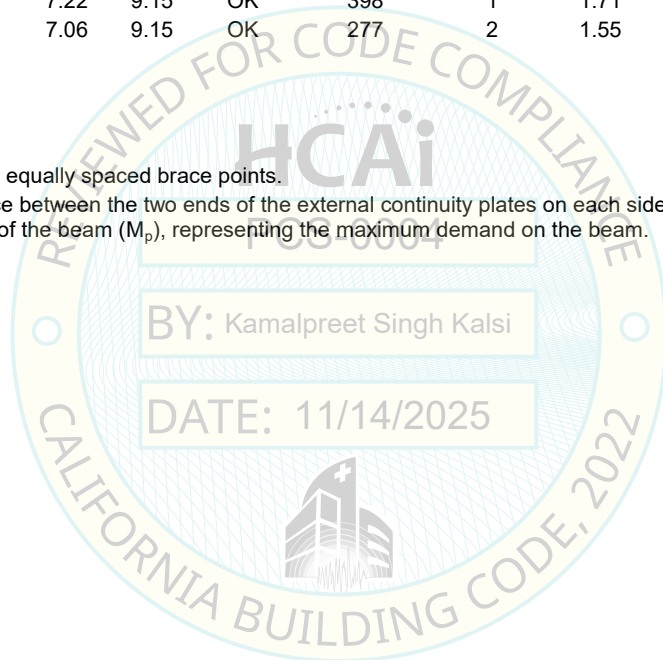 7.22 9.15 OK 398 1 1.71
7.06 9.15 OK 277 2 1.55
REVIEWED FOR CODE COMPLIANCE
HCAi
equally spaced brace points.
between the two ends of the external continuity plates on each side
of the beam (Mp), representing the maximum demand on the beam.
PCS-0004
BY: Kamalpreet Singh Kalsi
DATE: 11/14/2025
CALIFORNIA BUILDING CODE, 2022